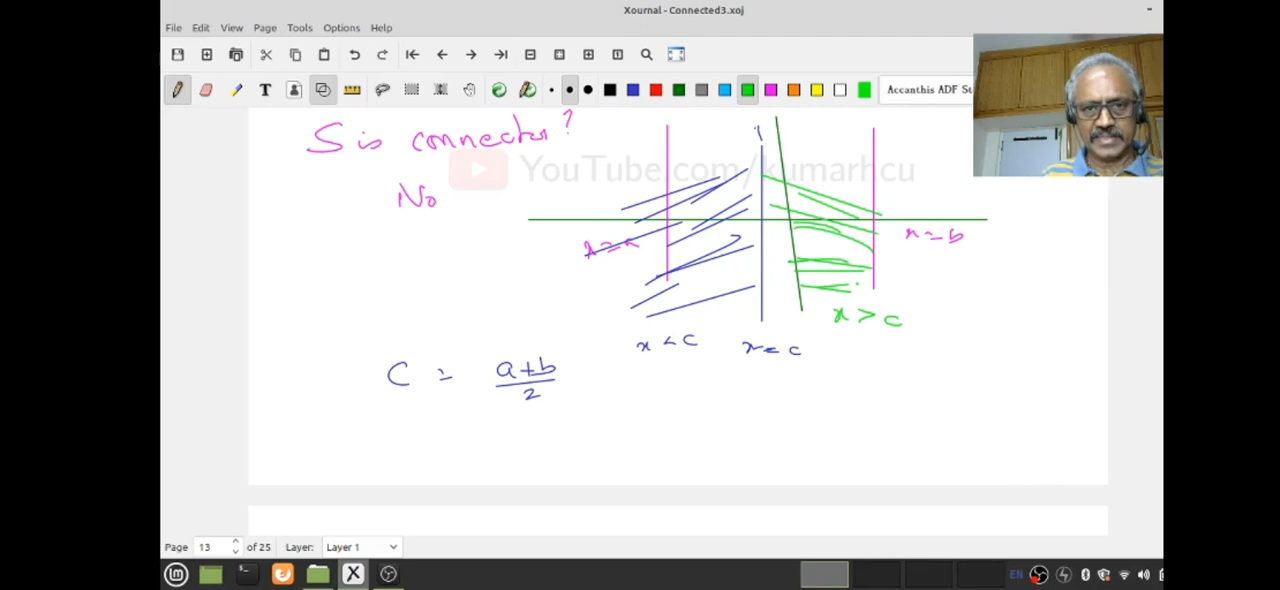 Xournal - Connected3.xoj
File Edit View Page Tools Options Help
Accanthis ADF St
S is connected?
YouTube.com/kumarhcu
No
x = a
x = b
x > c
x < c
x = c
C = a+b
2
Page 13 of 25 Layer: Layer 1
EN